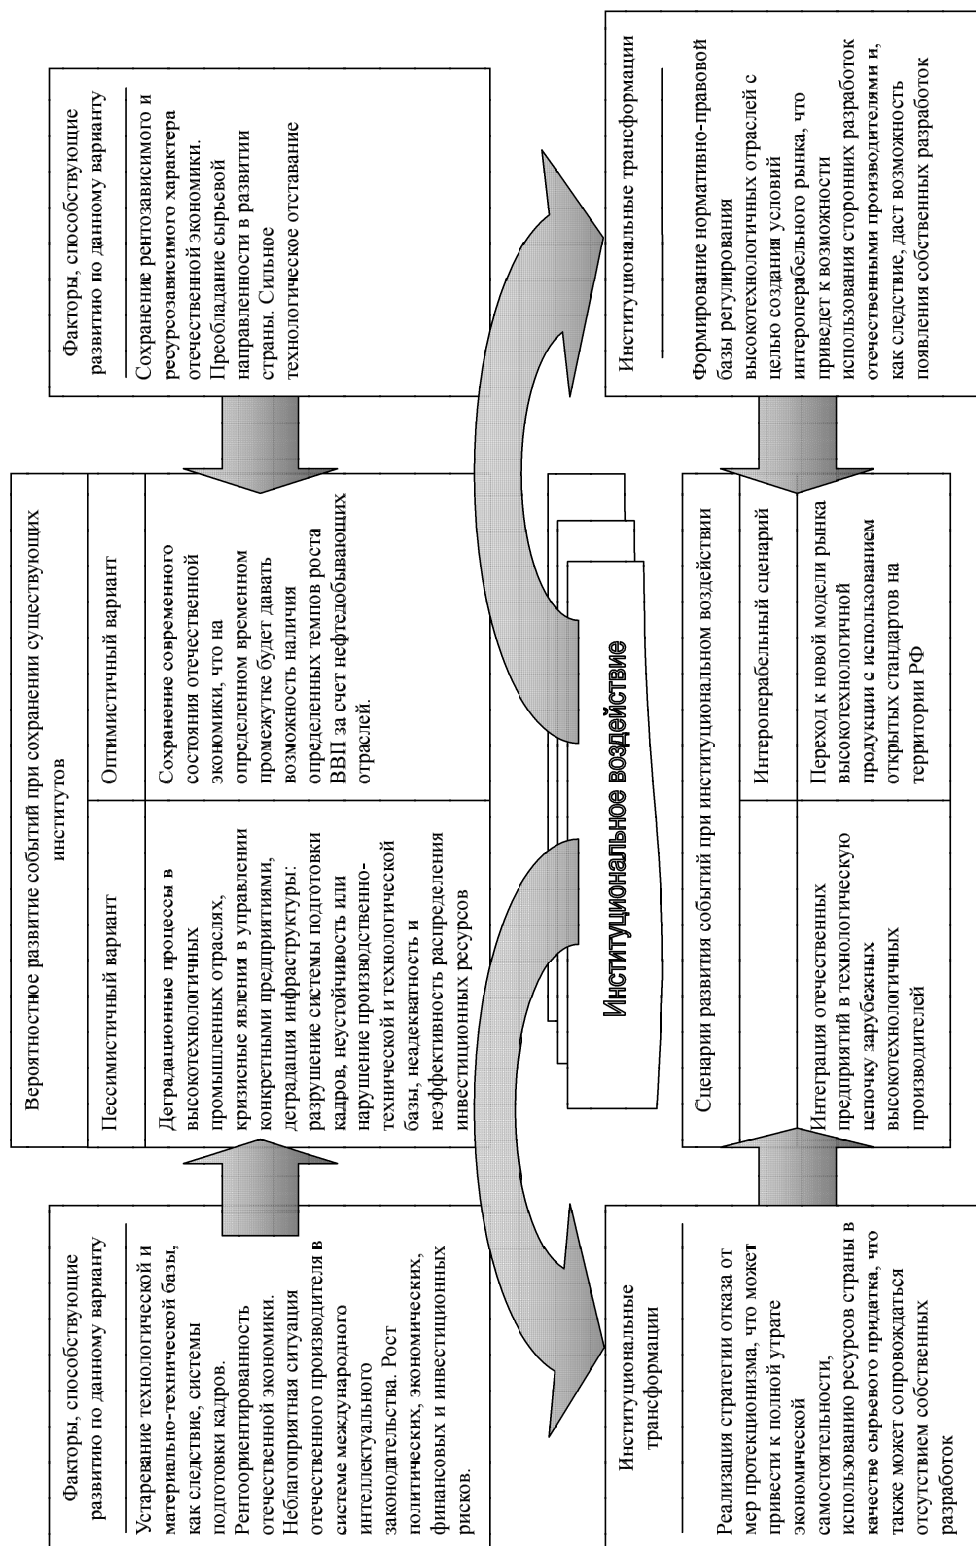 Факторы, способствующие
развитию по данному варианту
Устаревание технологической и
материально-технической базы,
как следствие, системы
подготовки кадров.
Рентоориентированность
отечественной экономики.
Неблагоприятная ситуация
отечественного производителя в
системе международного
интеллектуального
законодательства. Рост
политических, экономических,
финансовых и инвестиционных
рисков.
Вероятностное развитие событий при сохранении существующих
институтов
Пессимистичный вариант
Деградационные процессы в
высокотехнологичных
промышленных отраслях,
кризисные явления в управлении
конкретными предприятиями,
деградация инфраструктуры:
разрушение системы подготовки
кадров, неустойчивость или
нарушение производственно-
технической и технологической
базы, неадекватность и
неэффективность распределения
инвестиционных ресурсов
Оптимистичный вариант
Сохранение современного
состояния отечественной
экономики, что на
определенном временном
промежутке будет давать
возможность наличия
определенных темпов роста
ВВП за счет нефтедобывающих
отраслей.
Факторы, способствующие
развитию по данному варианту
Сохранение рентозависимого и
ресурсозависимого характера
отечественной экономики.
Преобладание сырьевой
направленности в развитии
страны. Сильное
технологическое отставание
Институциональное воздействие
Институциональные
трансформации
Реализация стратегии отказа от
мер протекционизма, что может
привести к полной утрате
экономической
самостоятельности,
использованию ресурсов страны в
качестве сырьевого придатка, что
также может сопровождаться
отсутствием собственных
разработок
Сценарии развития событий при институциональном воздействии
Интеграция отечественных
предприятий в технологическую
цепочку зарубежных
высокотехнологичных
производителей
Интероперабельный сценарий
Переход к новой модели рынка
высокотехнологичной
продукции с использованием
открытых стандартов на
территории РФ
Институциональные трансформации
Формирование нормативно-правовой
базы регулирования
высокотехнологичных отраслей с
целью создания условий
интероперабельного рынка, что
приведет к возможности
использования сторонних разработок
отечественными производителями и,
как следствие, даст возможность
появления собственных разработок